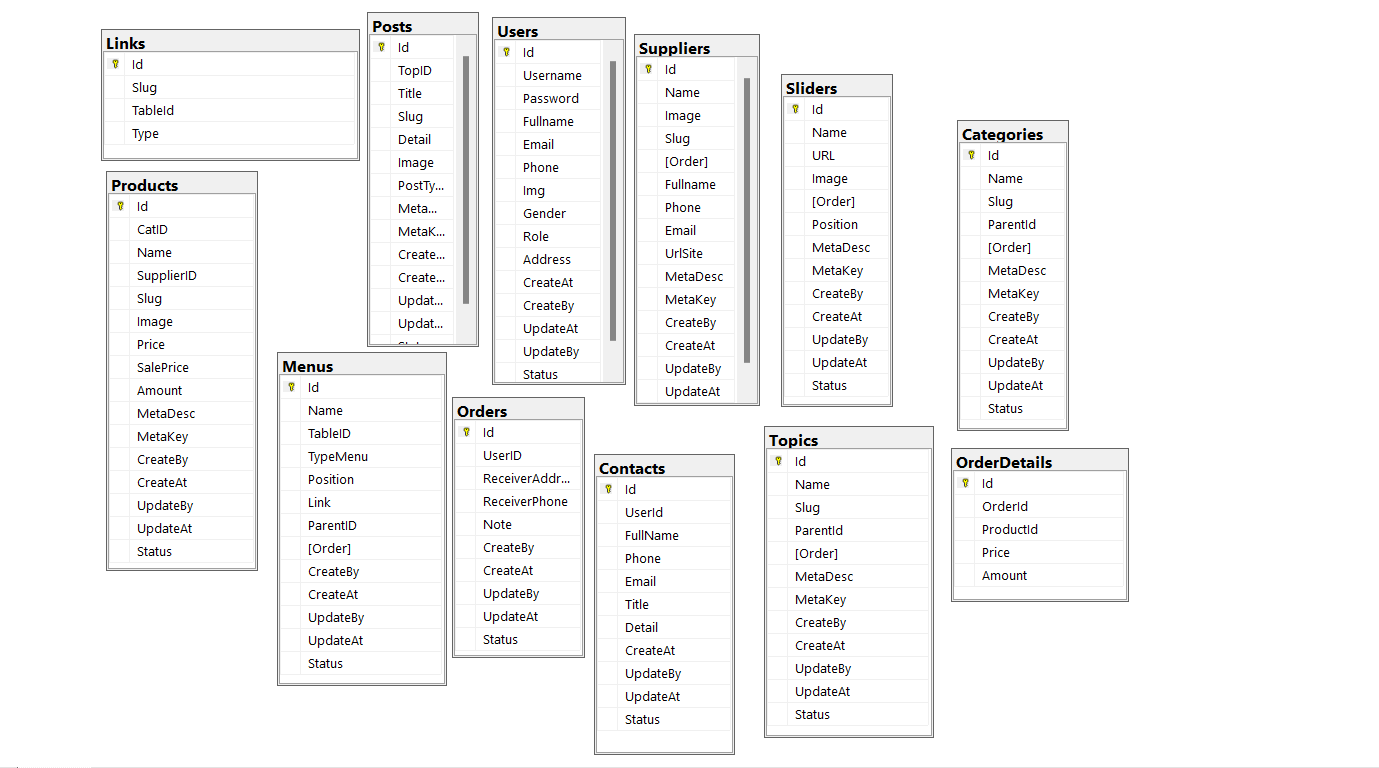 Links
Id
Slug
TableId
Type
Products
Id
CatID
Name
SupplierID
Slug
Image
Price
SalePrice
Amount
MetaDesc
MetaKey
CreateBy
CreateAt
UpdateBy
UpdateAt
Status
Posts
Id
TopID
Title
Slug
Detail
Image
PostTy...
Meta...
MetaK...
Create...
Create...
Updat...
Updat...
Menus
Id
Name
TableID
TypeMenu
Position
Link
ParentID
[Order]
CreateBy
CreateAt
UpdateBy
UpdateAt
Status
Users
Id
Username
Password
Fullname
Email
Phone
Img
Gender
Role
Address
CreateAt
CreateBy
UpdateAt
UpdateBy
Status
Orders
Id
UserID
ReceiverAddr...
ReceiverPhone
Note
CreateBy
CreateAt
UpdateBy
UpdateAt
Status
Suppliers
Id
Name
Image
Slug
[Order]
Fullname
Phone
Email
UrlSite
MetaDesc
MetaKey
CreateBy
CreateAt
UpdateBy
UpdateAt
Contacts
Id
UserId
FullName
Phone
Email
Title
Detail
CreateAt
UpdateBy
UpdateAt
Status
Sliders
Id
Name
URL
Image
[Order]
Position
MetaDesc
MetaKey
CreateBy
CreateAt
UpdateBy
UpdateAt
Status
Topics
Id
Name
Slug
ParentId
[Order]
MetaDesc
MetaKey
CreateBy
CreateAt
UpdateBy
UpdateAt
Status
Categories
Id
Name
Slug
ParentId
[Order]
MetaDesc
MetaKey
CreateBy
CreateAt
UpdateBy
UpdateAt
Status
OrderDetails
Id
OrderId
ProductId
Price
Amount